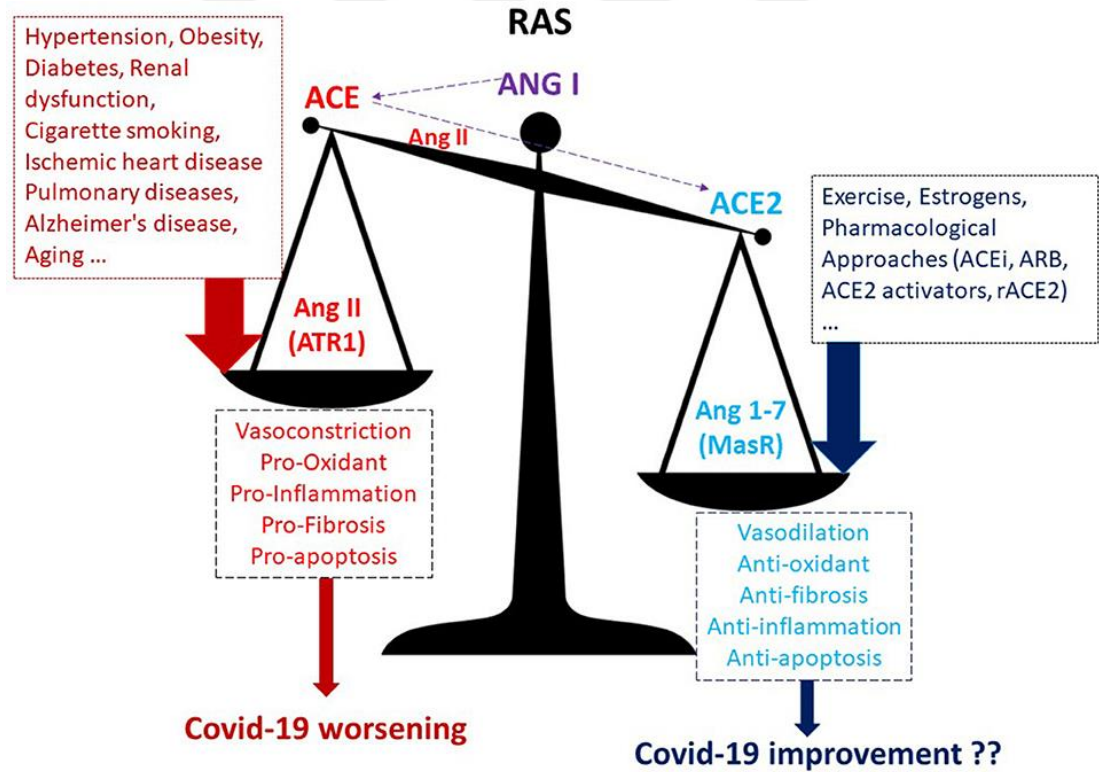 RAS
Hypertension, Obesity,
Diabetes, Renal
dysfunction,
Cigarette smoking,
Ischemic heart disease
Pulmonary diseases,
Alzheimer's disease,
Aging ...
ANG I
ACE
Ang II
ACE2
Exercise, Estrogens,
Pharmacological
Approaches (ACEi, ARB,
ACE2 activators, rACE2)
...
Ang II
(ATR1)
Ang 1-7
(MasR)
Vasoconstriction
Pro-Oxidant
Pro-Inflammation
Pro-Fibrosis
Pro-apoptosis
Vasodilation
Anti-oxidant
Anti-fibrosis
Anti-inflammation
Anti-apoptosis
Covid-19 worsening
Covid-19 improvement ??